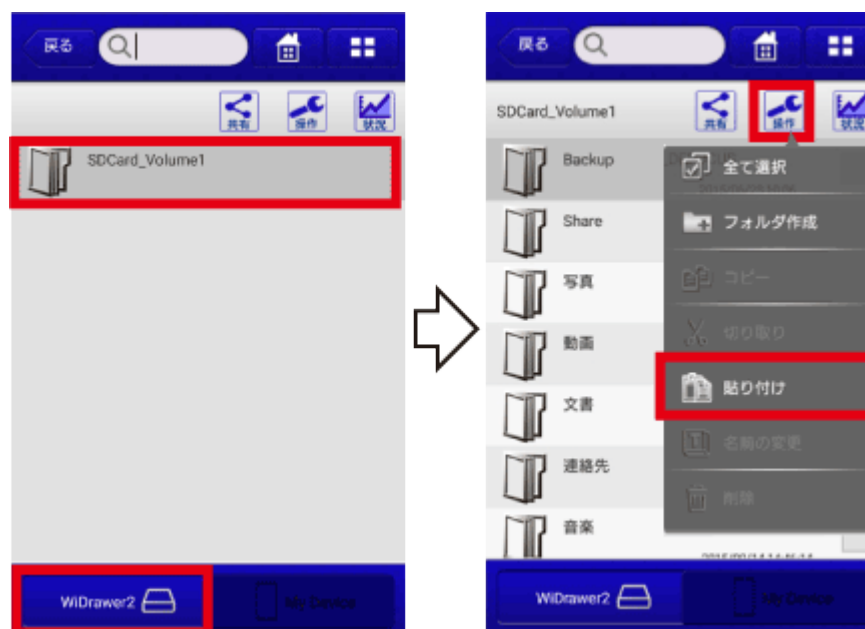 戻る
共有
操作
状況
SDCard_Volume1
WiDrawer2
My Device
戻る
SDCard_Volume1
共有
操作
状況
Backup
全て選択
Share
フォルダ作成
写真
コピー
動画
切り取り
文書
貼り付け
連絡先
名前の変更
音楽
削除
WiDrawer2
My Device